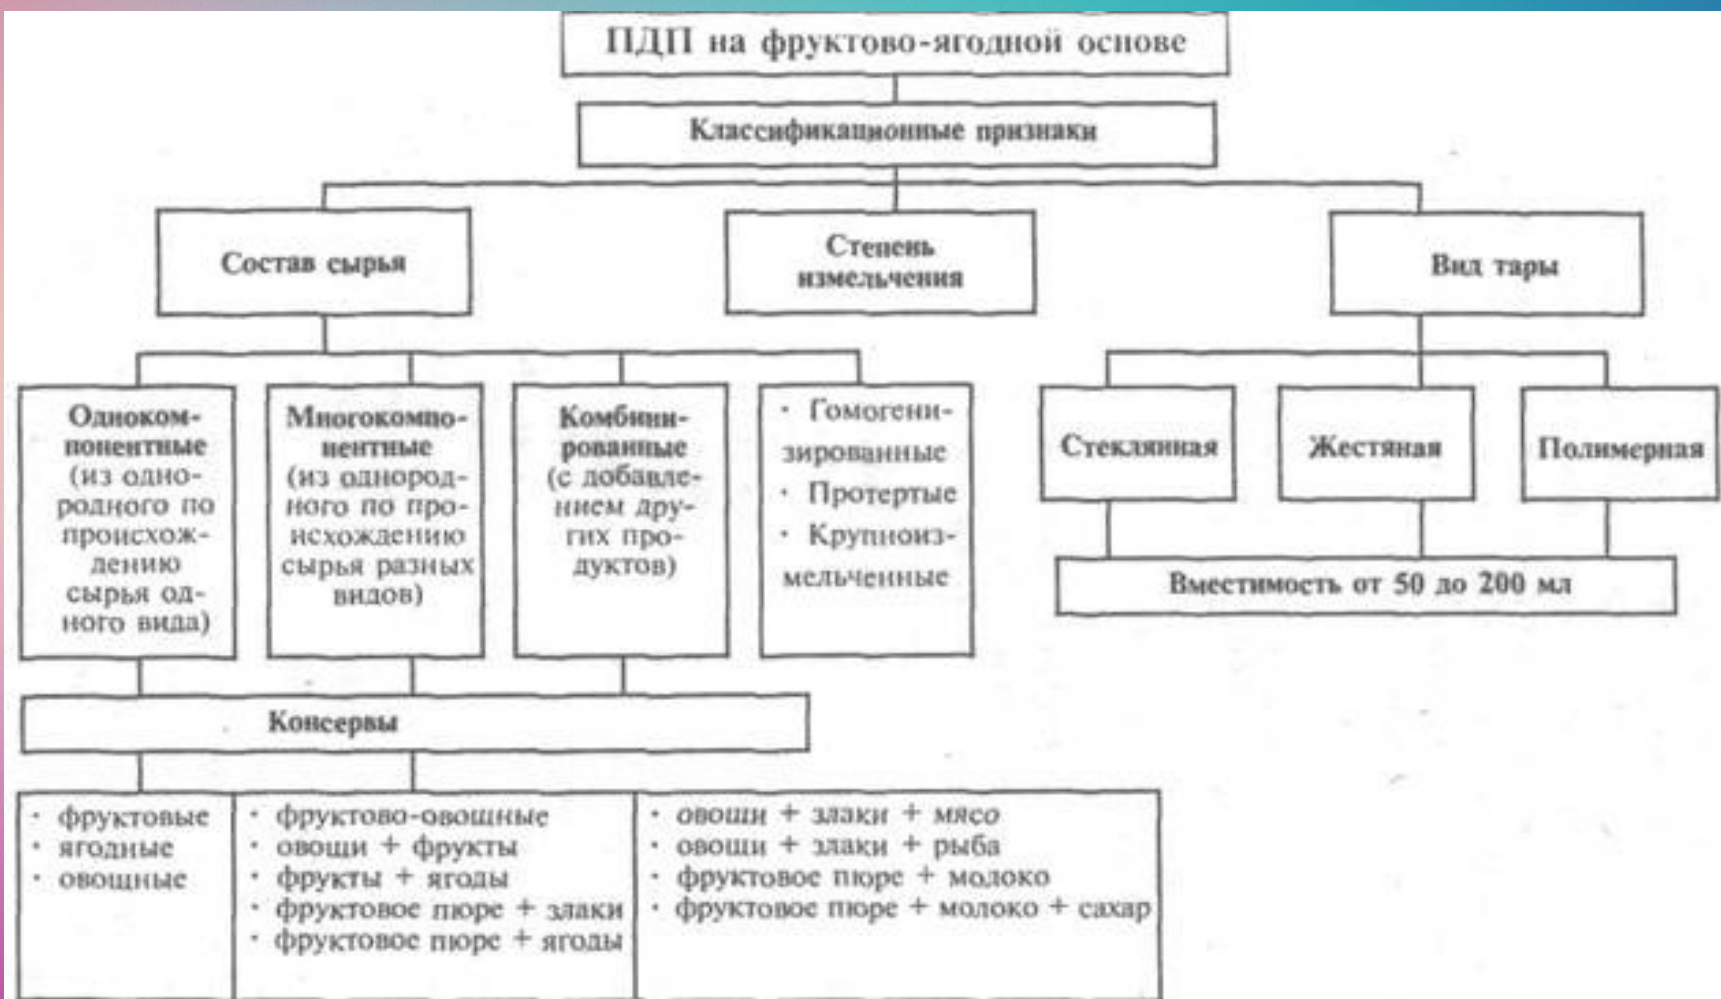 ПДП на фруктово-ягодной основе
Классификационные признаки
Состав сырья
Степень
измельчения
Вид тары
Одноком-
понентные
(из одно-
родного по
происхож-
дению
сырья од-
ного вида)
Многокомпо-
нентные
(из однород-
ного по про-
исхождению
сырья разных
видов)
Комбини-
рованные
(с добавле-
нием дру-
гих про-
дуктов)
· Гомогени-
зированные
· Протертые
· Крупноиз-
мельченные
Стеклянная
Жестяная
Полимерная
Вместимость от 50 до 200 мл
Консервы
· фруктовые
· ягодные
· овощные
· фруктово-овощные
· овощи + фрукты
· фрукты + ягоды
· фруктовое пюре + злаки
· фруктовое пюре + ягоды
· овощи + злаки + мясо
· овощи + злаки + рыба
· фруктовое пюре + молоко
· фруктовое пюре + молоко + сахар